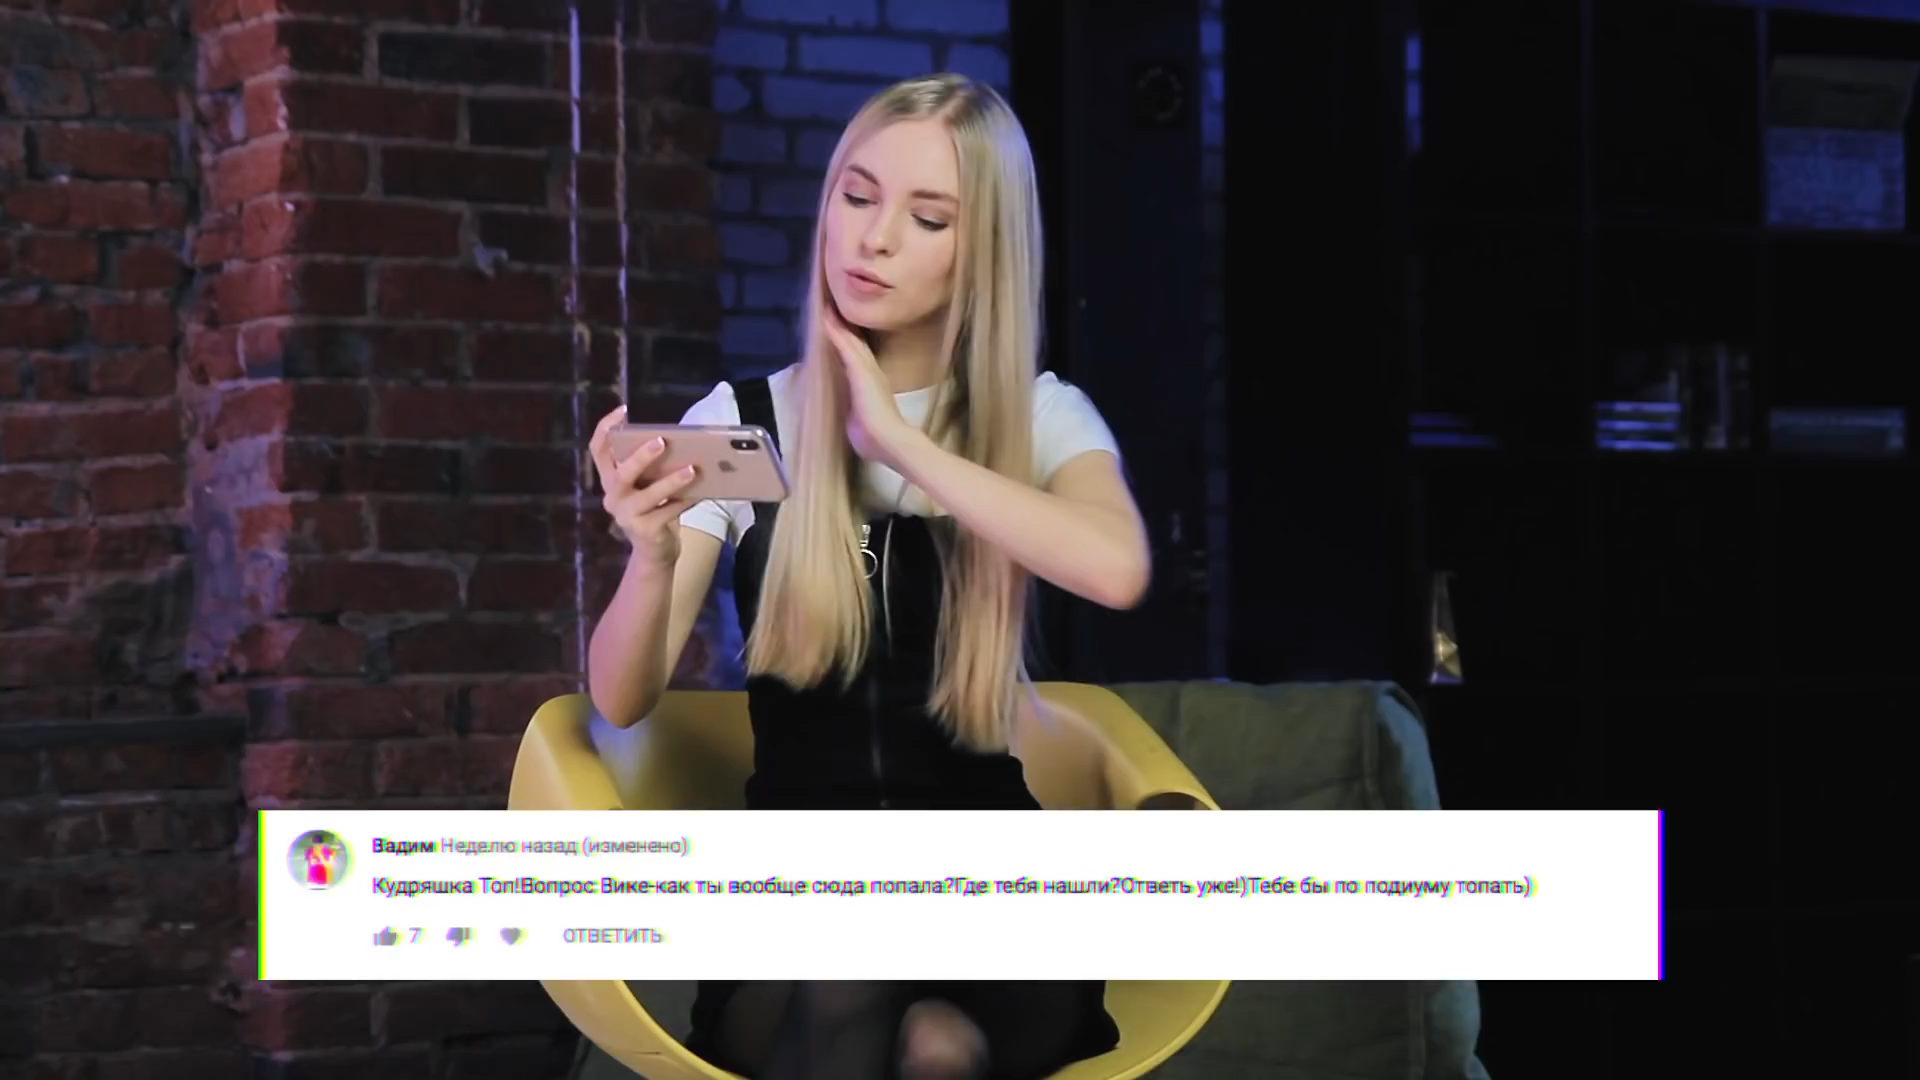 Вадим Неделю назад (изменено)
Кудряшка Топ!Вопрос Вике-как ты вообще сюда попала?Где тебя нашли?Ответь уже!)Тебе бы по подиуму топать)
7 ОТВЕТИТЬ